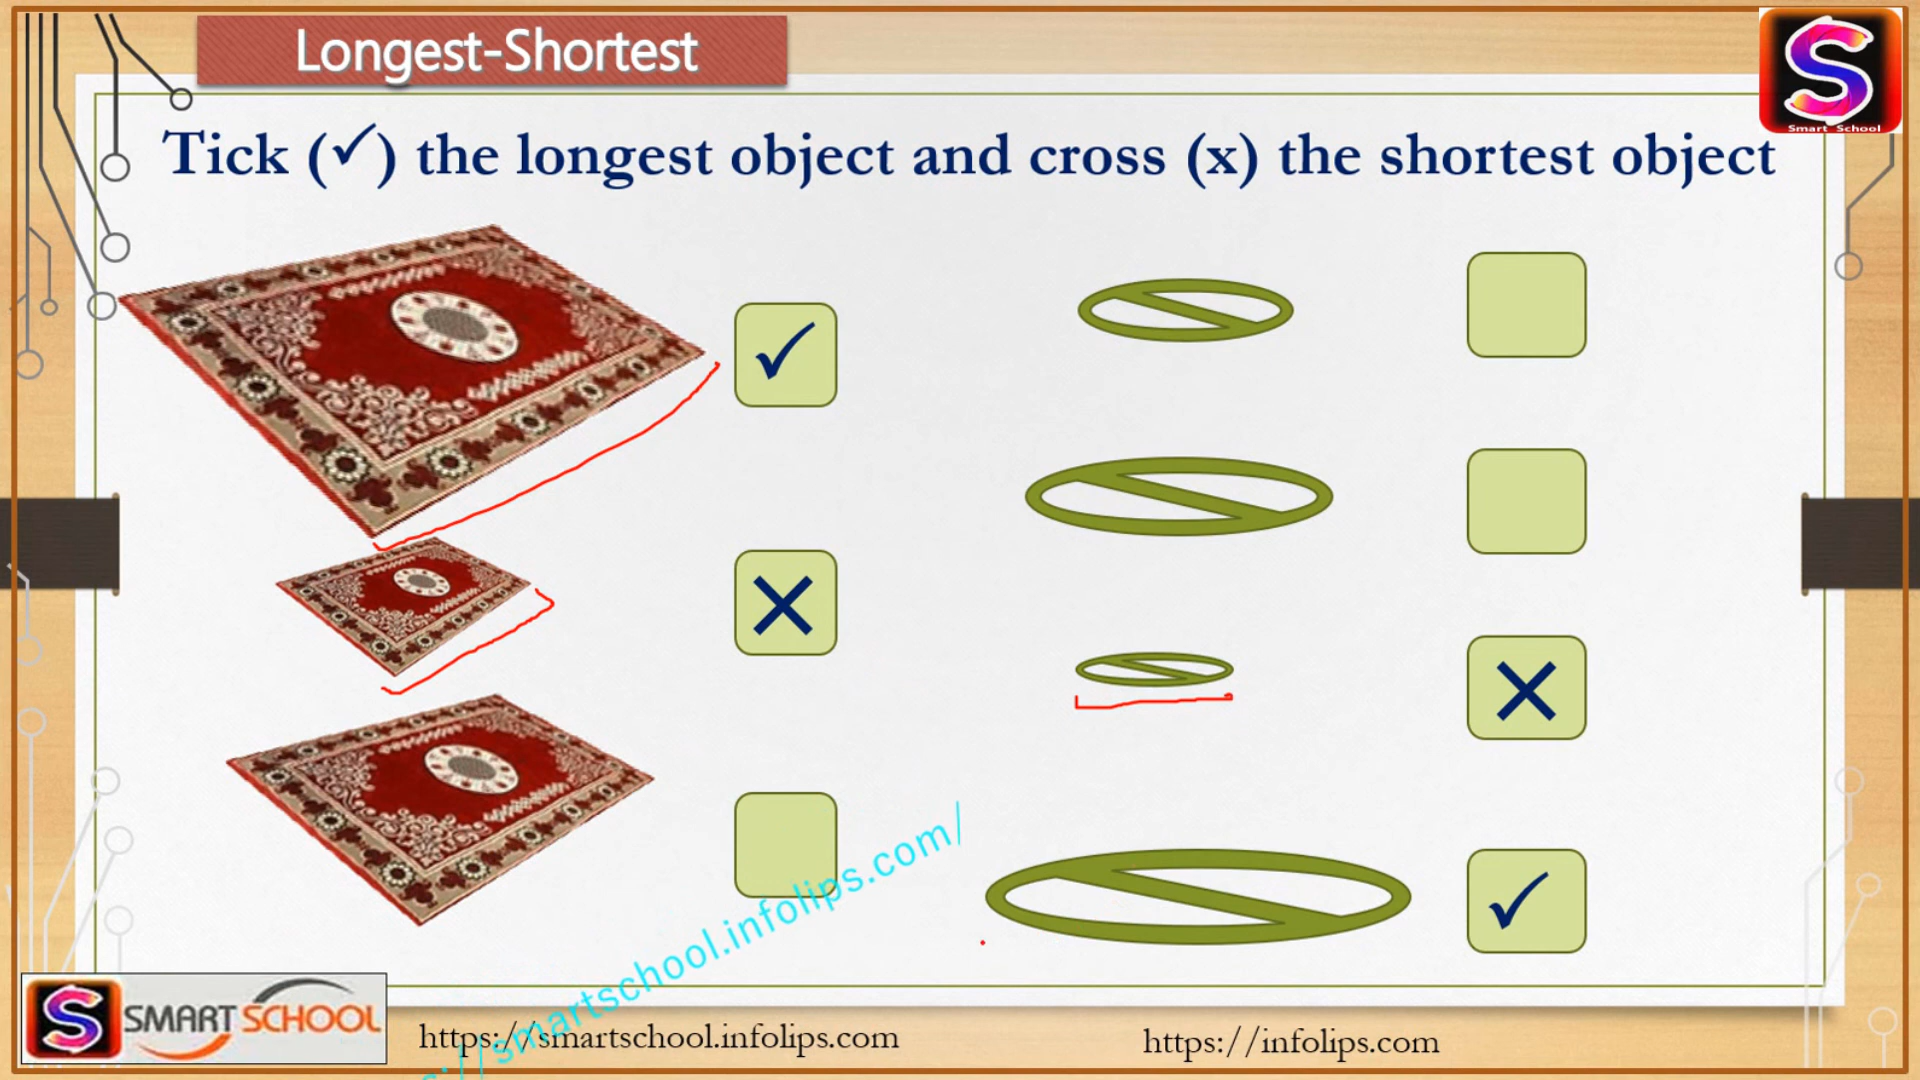 Longest-Shortest
S
Smart School
Tick (✓) the longest object and cross (x) the shortest object
✓
✕
✕
✓
https://smartschool.infolips.com/
S SMART SCHOOL
https://smartschool.infolips.com
https://infolips.com